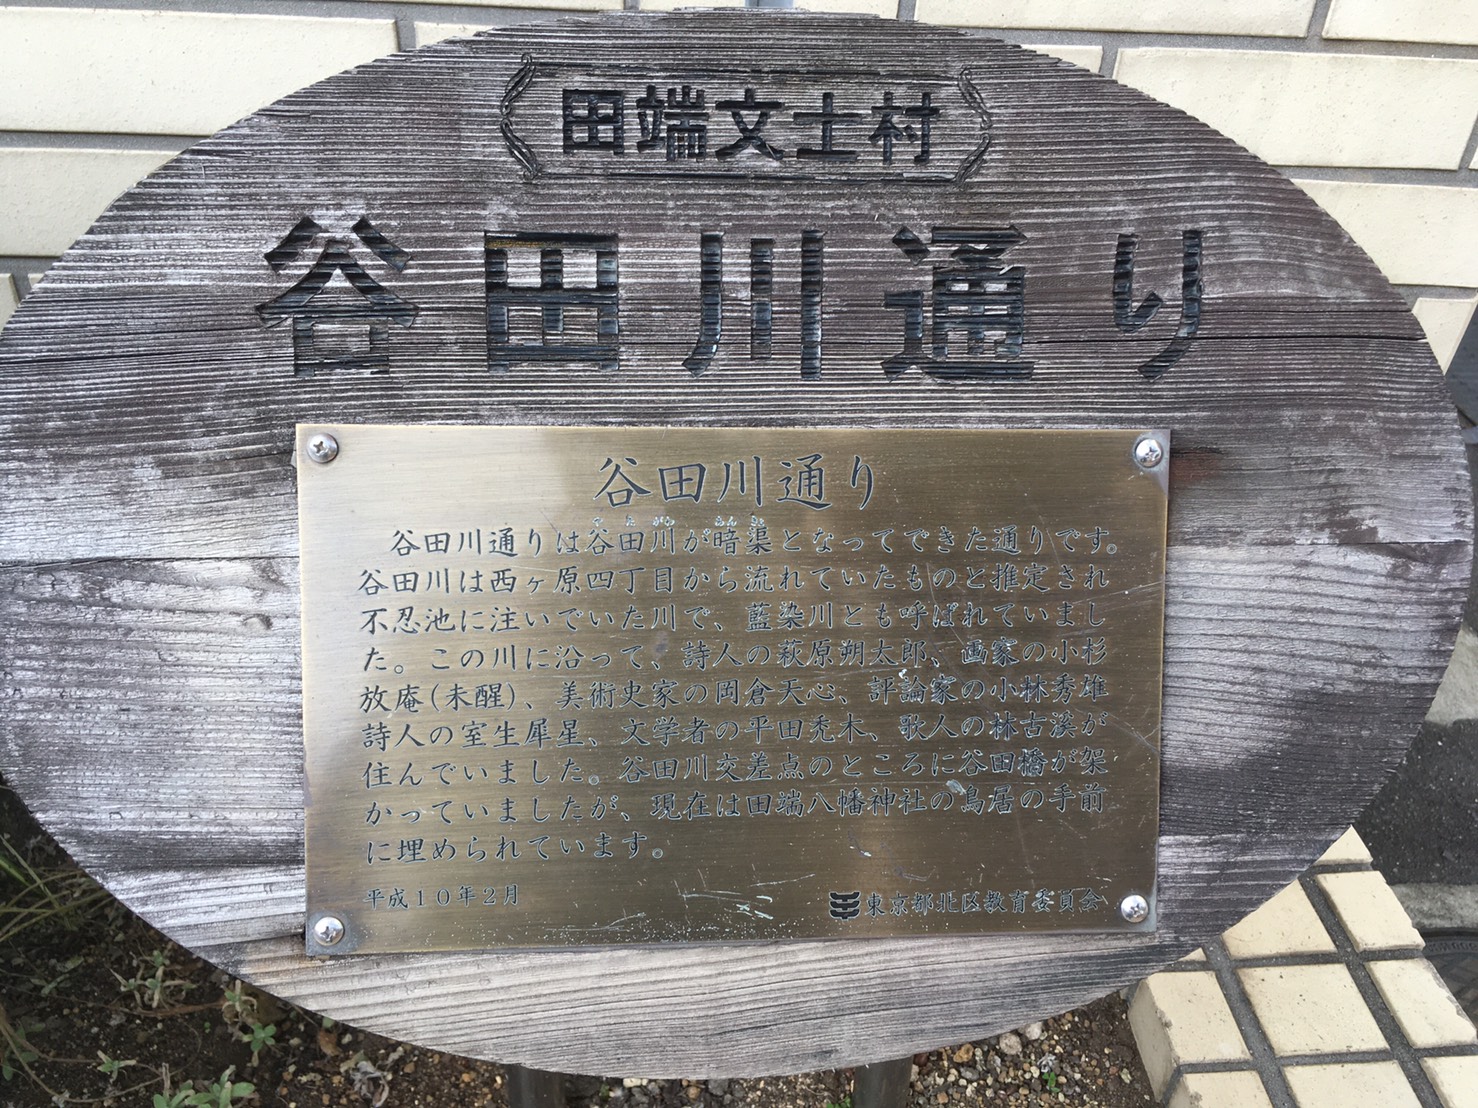 田端文士村
谷田川通り
谷田川通り
谷田川通りは谷田川が暗渠となってできた通りです。
谷田川は西ヶ原四丁目から流れていたものと推定され
不忍池に注いでいた川で、藍染川とも呼ばれていまし
た。この川に沿って、詩人の萩原朔太郎、画家の小杉
放庵(未醒)、美術史家の岡倉天心、評論家の小林秀雄
詩人の室生犀星、文学者の平田禿木、歌人の林古溪が
住んでいました。谷田川交差点のところに谷田橋が架
かっていましたが、現在は田端八幡神社の鳥居の手前
に埋められています。
平成10年2月
東京都北区教育委員会